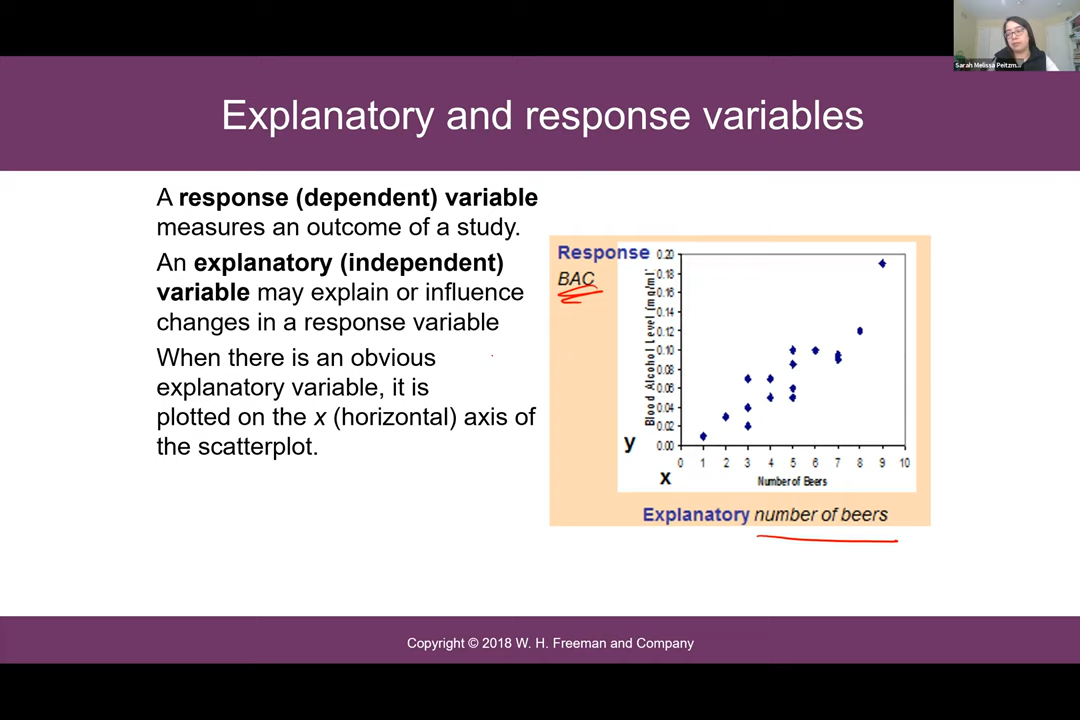 Sarah Melissa Peitzm...
Explanatory and response variables
A response (dependent) variable
measures an outcome of a study.
An explanatory (independent)
variable may explain or influence
changes in a response variable
When there is an obvious
explanatory variable, it is
plotted on the x (horizontal) axis of
the scatterplot.
Response
BAC
Blood Alcohol Level (mg/ml)
0.20
0.18
0.16
0.14
0.12
0.10
0.08
0.06
0.04
0.02
0.00
y
x
0 1 2 3 4 5 6 7 8 9 10
Number of Beers
Explanatory number of beers
Copyright © 2018 W. H. Freeman and Company